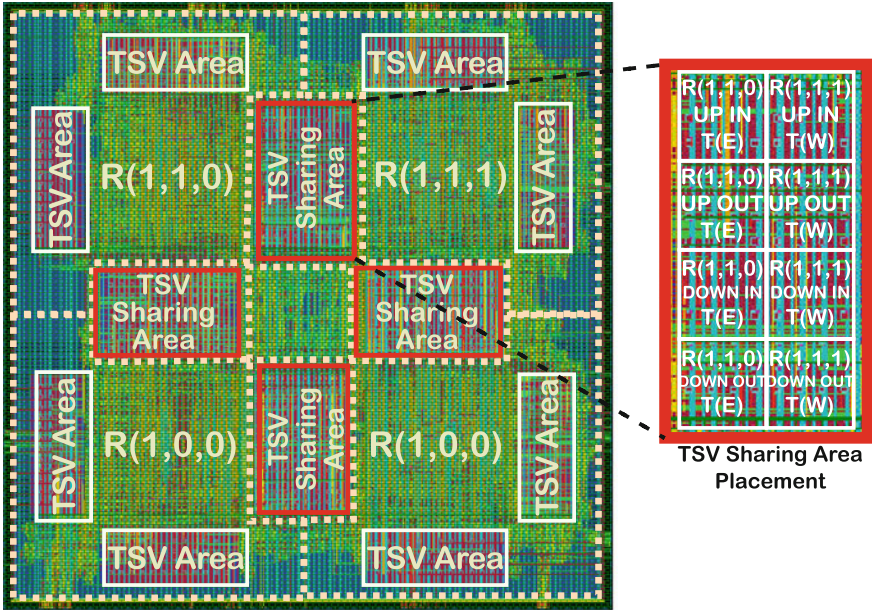 TSV Area
TSV Area
TSV Area
TSV
Sharing
Area
TSV Area
R(1,1,0)
R(1,1,1)
TSV
Sharing
Area
TSV
Sharing
Area
TSV Area
TSV
Sharing
Area
TSV Area
R(1,0,0)
R(1,0,0)
TSV Area
TSV Area
R(1,1,0)
UP IN
T(E)
R(1,1,1)
UP IN
T(W)
R(1,1,0)
UP OUT
T(E)
R(1,1,1)
UP OUT
T(W)
R(1,1,0)
DOWN IN
T(E)
R(1,1,1)
DOWN IN
T(W)
R(1,1,0)
DOWN OUT
T(E)
R(1,1,1)
DOWN OUT
T(W)
TSV Sharing Area
Placement